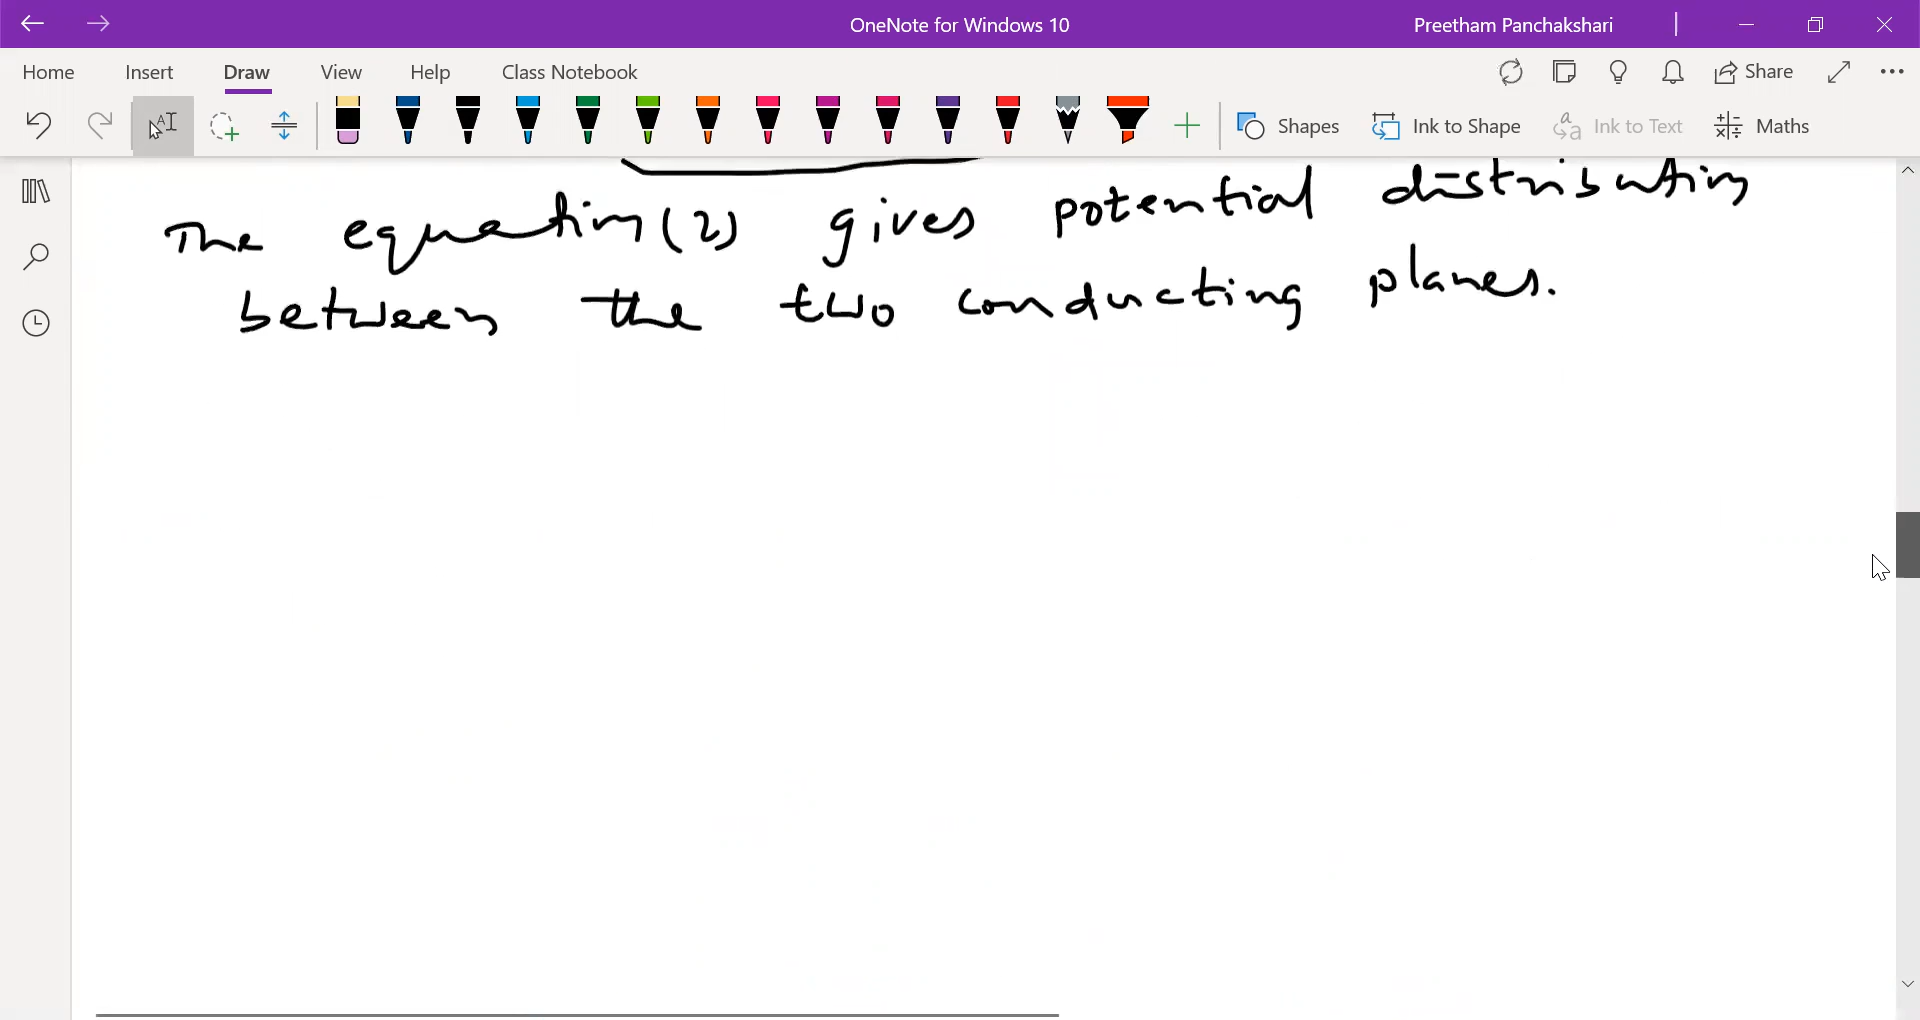 OneNote for Windows 10
Preetham Panchakshari
Home Insert Draw View Help Class Notebook Share
Shapes Ink to Shape Ink to Text Maths
The equation (2) gives potential distribution
between the two conducting planes.